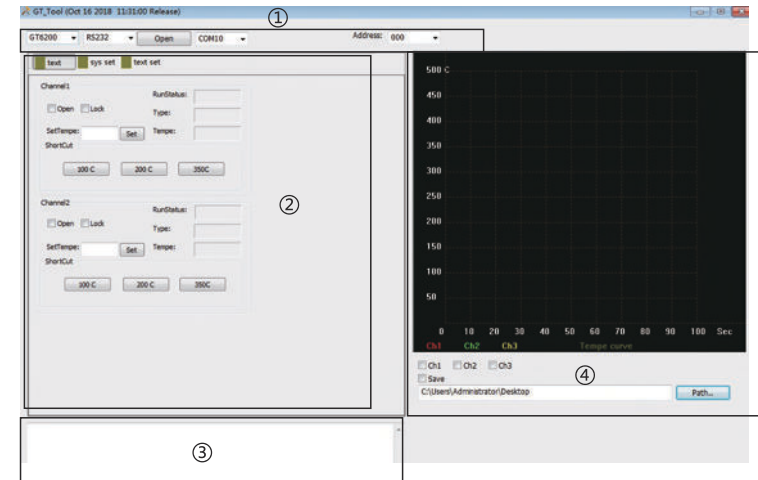 GT_Tool (Oct 16 2018 11:31:00 Release)
①
GT6200 RS232 Open COM10 Address: 000
text sys set text set
Channel1
RunStatus:
Open Lock
Type:
SetTempe: Set Tempe:
ShortCut
100 C 200 C 350C
②
Channel2
RunStatus:
Open Lock
Type:
SetTempe: Set Tempe:
ShortCut
100 C 200 C 350C
500 C
450
400
350
300
250
200
150
100
50
0 10 20 30 40 50 60 70 80 90 100 Sec
Ch1 Ch2 Ch3 Tempe curve
Ch1 Ch2 Ch3
④
Save
C:\Users\Administrator\Desktop Path...
③